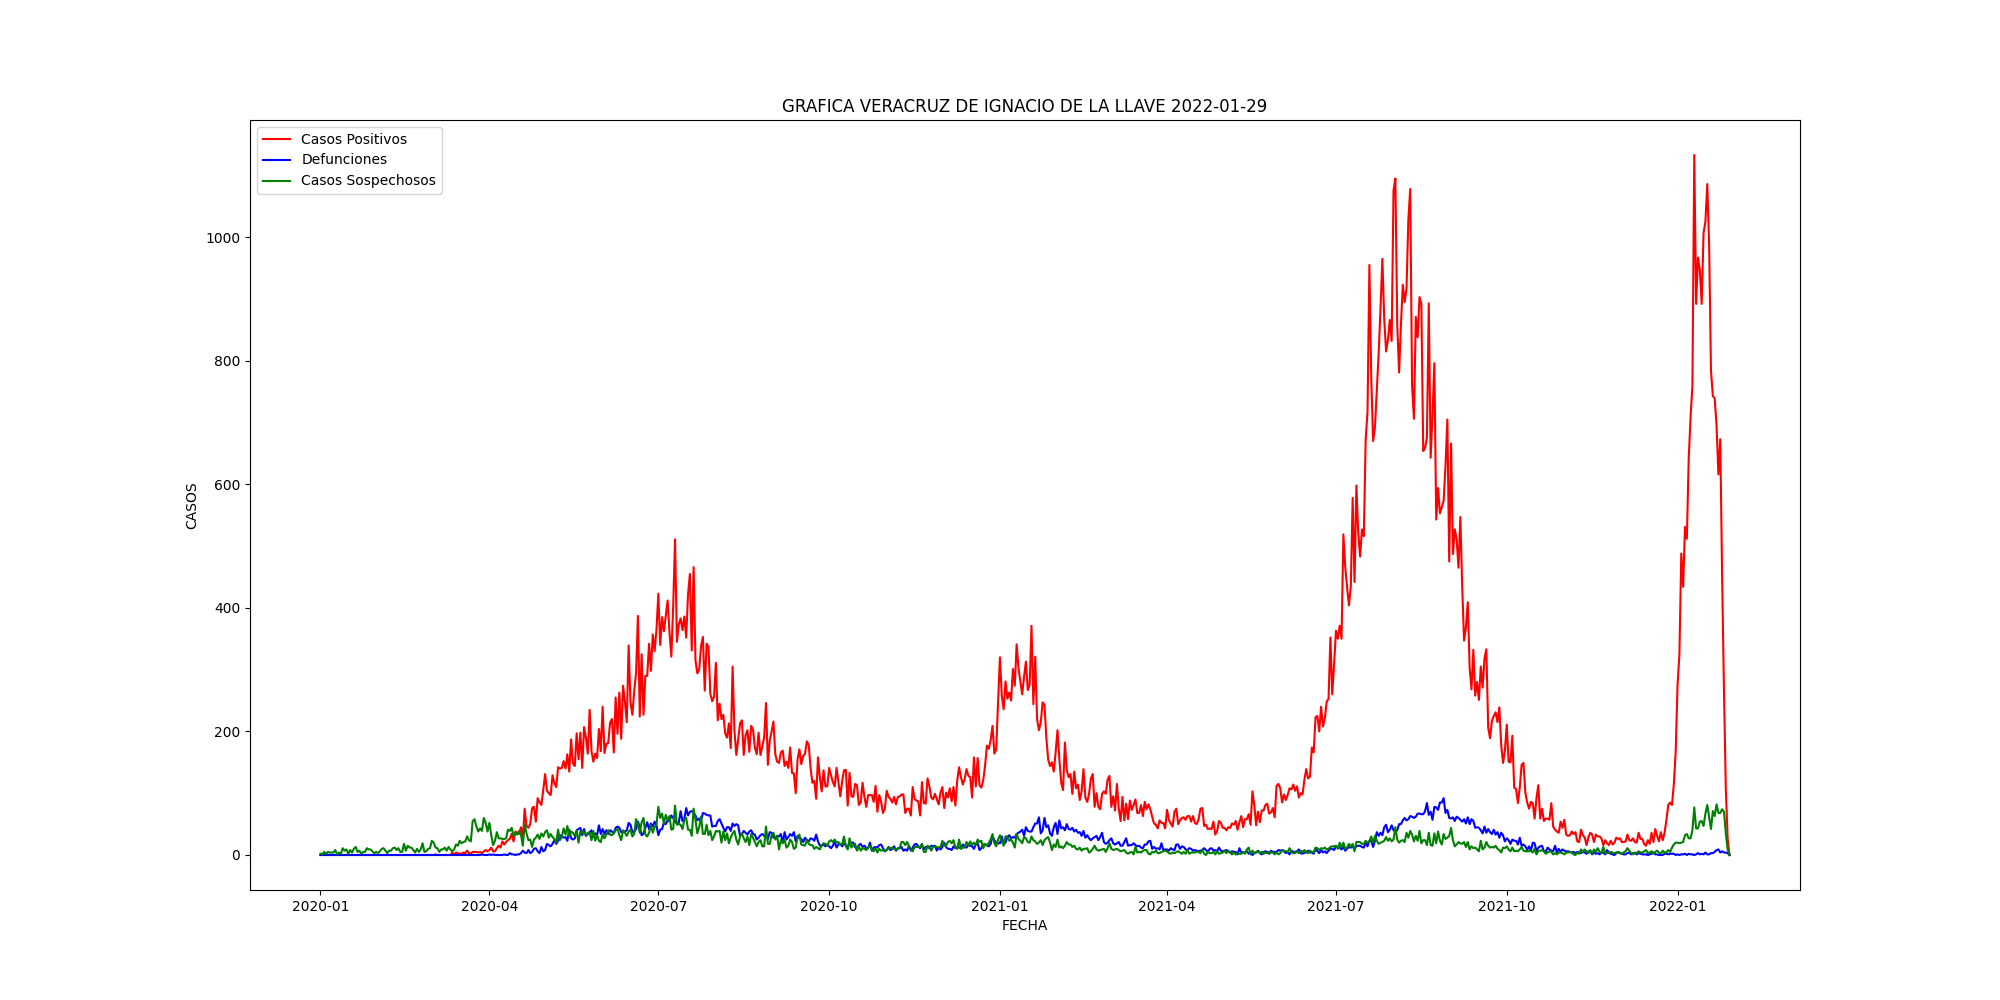 GRAFICA VERACRUZ DE IGNACIO DE LA LLAVE 2022-01-29
Casos Positivos
Defunciones
Casos Sospechosos
1000
800
600
400
200
0
CASOS
2020-01 2020-04 2020-07 2020-10 2021-01 2021-04 2021-07 2021-10 2022-01
FECHA